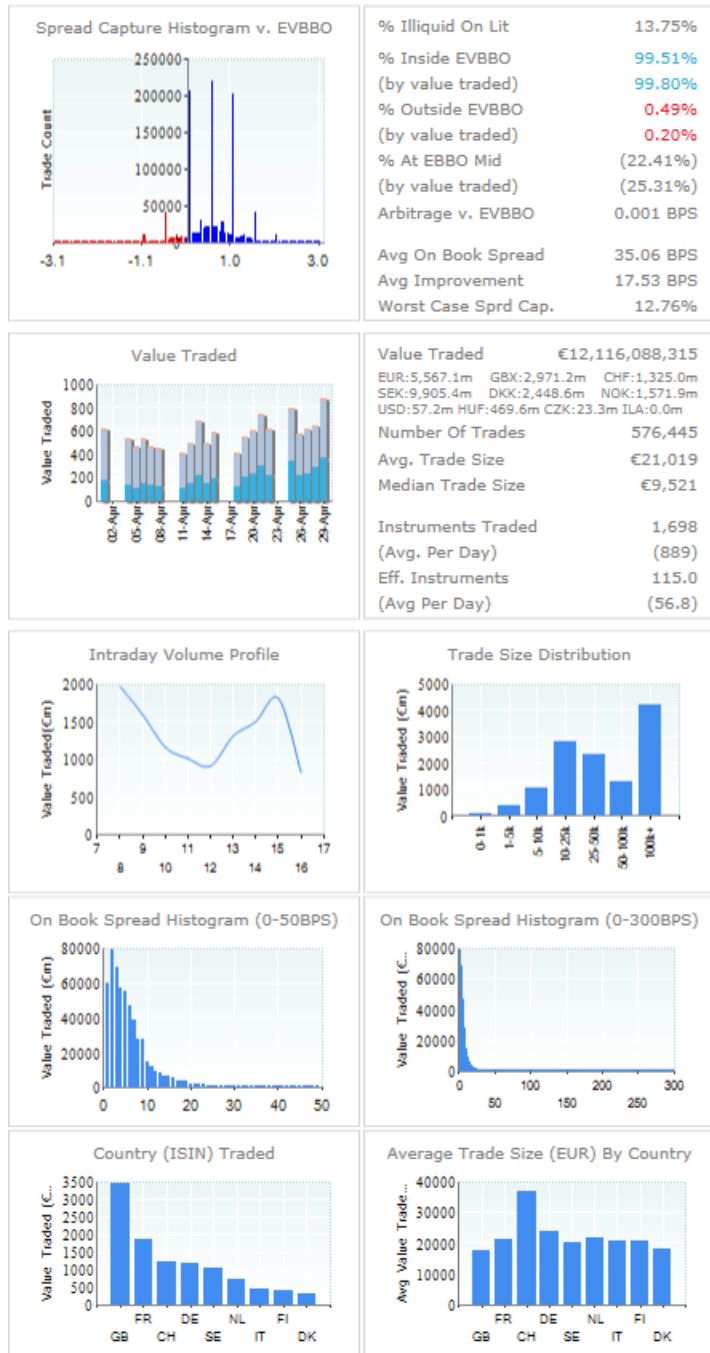 Spread Capture Histogram v. EVBBO
Trade Count
250000
200000
150000
100000
50000
0
-3.1 -1.1 1.0 3.0
% Illiquid On Lit 13.75%
% Inside EVBBO 99.51%
(by value traded) 99.80%
% Outside EVBBO 0.49%
(by value traded) 0.20%
% At EBBO Mid (22.41%)
(by value traded) (25.31%)
Arbitrage v. EVBBO 0.001 BPS
Avg On Book Spread 35.06 BPS
Avg Improvement 17.53 BPS
Worst Case Sprd Cap. 12.76%
Value Traded
Value Traded
1000
800
600
400
200
0
02-Apr 05-Apr 08-Apr 11-Apr 14-Apr 17-Apr 20-Apr 23-Apr 26-Apr 29-Apr
Value Traded €12,116,088,315
EUR:5,567.1m GBX:2,971.2m CHF:1,325.0m
SEK:9,905.4m DKK:2,448.6m NOK:1,571.9m
USD:57.2m HUF:469.6m CZK:23.3m ILA:0.0m
Number Of Trades 576,445
Avg. Trade Size €21,019
Median Trade Size €9,521
Instruments Traded 1,698
(Avg. Per Day) (889)
Eff. Instruments 115.0
(Avg Per Day) (56.8)
Intraday Volume Profile
Value Traded(€m)
2000
1500
1000
500
0
7 9 11 13 15 17
8 10 12 14 16
Trade Size Distribution
Value Traded (€m)
5000
4000
3000
2000
1000
0
0-1k 1-5k 5-10k 10-25k 25-50k 50-100k 100k+
On Book Spread Histogram (0-50BPS)
Value Traded (€m)
80000
60000
40000
20000
0
0 10 20 30 40 50
On Book Spread Histogram (0-300BPS)
Value Traded (€...
80000
60000
40000
20000
0
0 100 200 300
50 150 250
Country (ISIN) Traded
Value Traded (€...
3500
3000
2500
2000
1500
1000
500
0
FR DE NL FI
GB CH SE IT DK
Average Trade Size (EUR) By Country
Avg Value Trade...
40000
30000
20000
10000
0
FR DE NL FI
GB CH SE IT DK